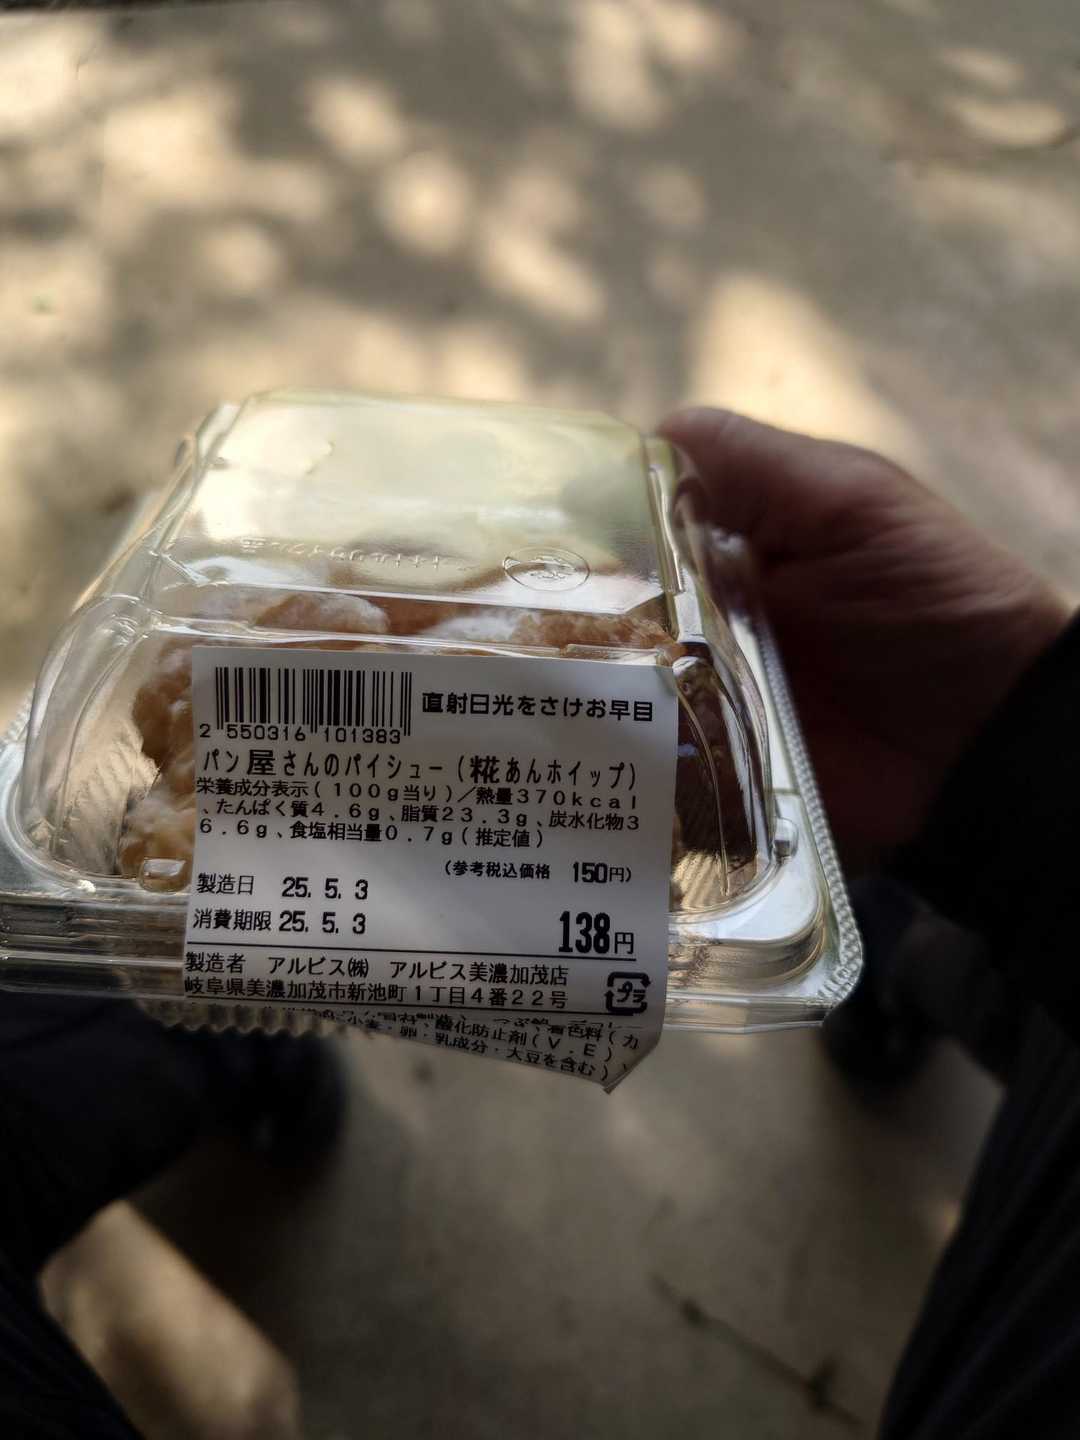 直射日光をさけお早目
2 550316 101383
パン屋さんのパイシュー(糀あんホイップ)
栄養成分表示(100g当り)/熱量370kcal
、たんぱく質4.6g、脂質23.3g、炭水化物3
6.6g、食塩相当量0.7g(推定値)
(参考税込価格 150円)
製造日 25.5.3
消費期限 25.5.3
138円
製造者 アルビス㈱ アルビス美濃加茂店
岐阜県美濃加茂市新池町1丁目4番22号
プラ
着色料(カ
小麦・卵・乳成分・大豆を含む)
酸化防止剤(V.E)